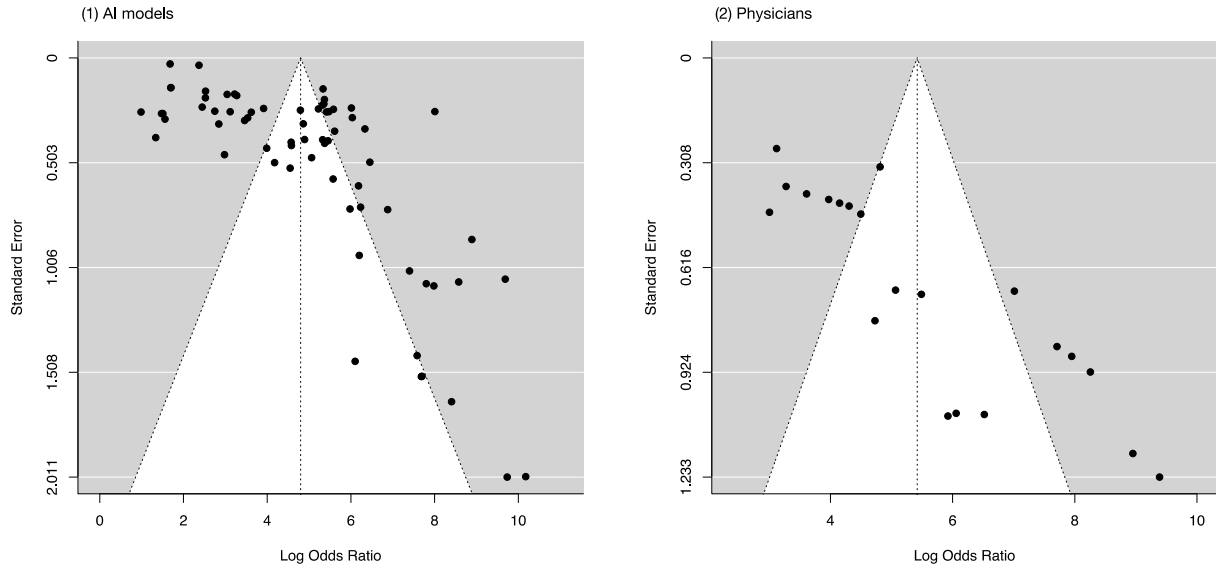 (1) AI models
Standard Error
0
0.503
1.006
1.508
2.011
0 2 4 6 8 10
Log Odds Ratio
(2) Physicians
Standard Error
0
0.308
0.616
0.924
1.233
4 6 8 10
Log Odds Ratio